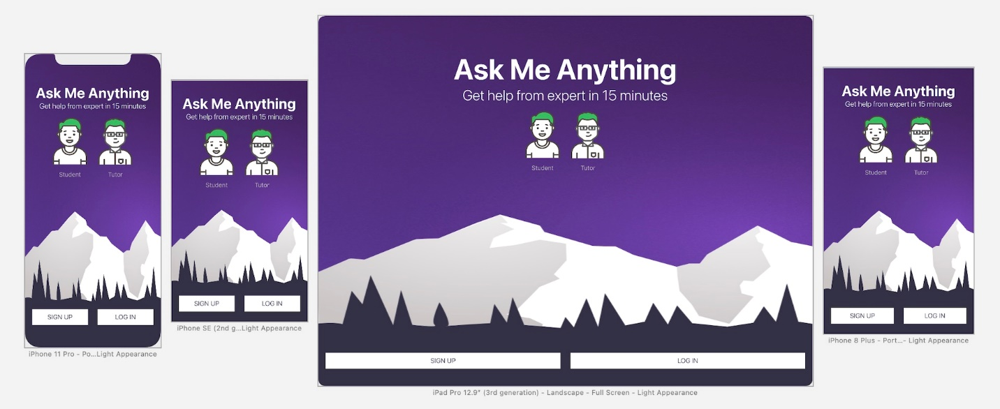 Ask Me Anything
Get help from expert in 15 minutes
Student Tutor
SIGN UP LOG IN
iPhone 11 Pro - Po...Light Appearance
Ask Me Anything
Get help from expert in 15 minutes
Student Tutor
SIGN UP LOG IN
iPhone SE (2nd g...Light Appearance
Ask Me Anything
Get help from expert in 15 minutes
Student Tutor
SIGN UP LOG IN
iPad Pro 12.9" (3rd generation) - Landscape - Full Screen - Light Appearance
Ask Me Anything
Get help from expert in 15 minutes
Student Tutor
SIGN UP LOG IN
iPhone 8 Plus - Port...- Light Appearance